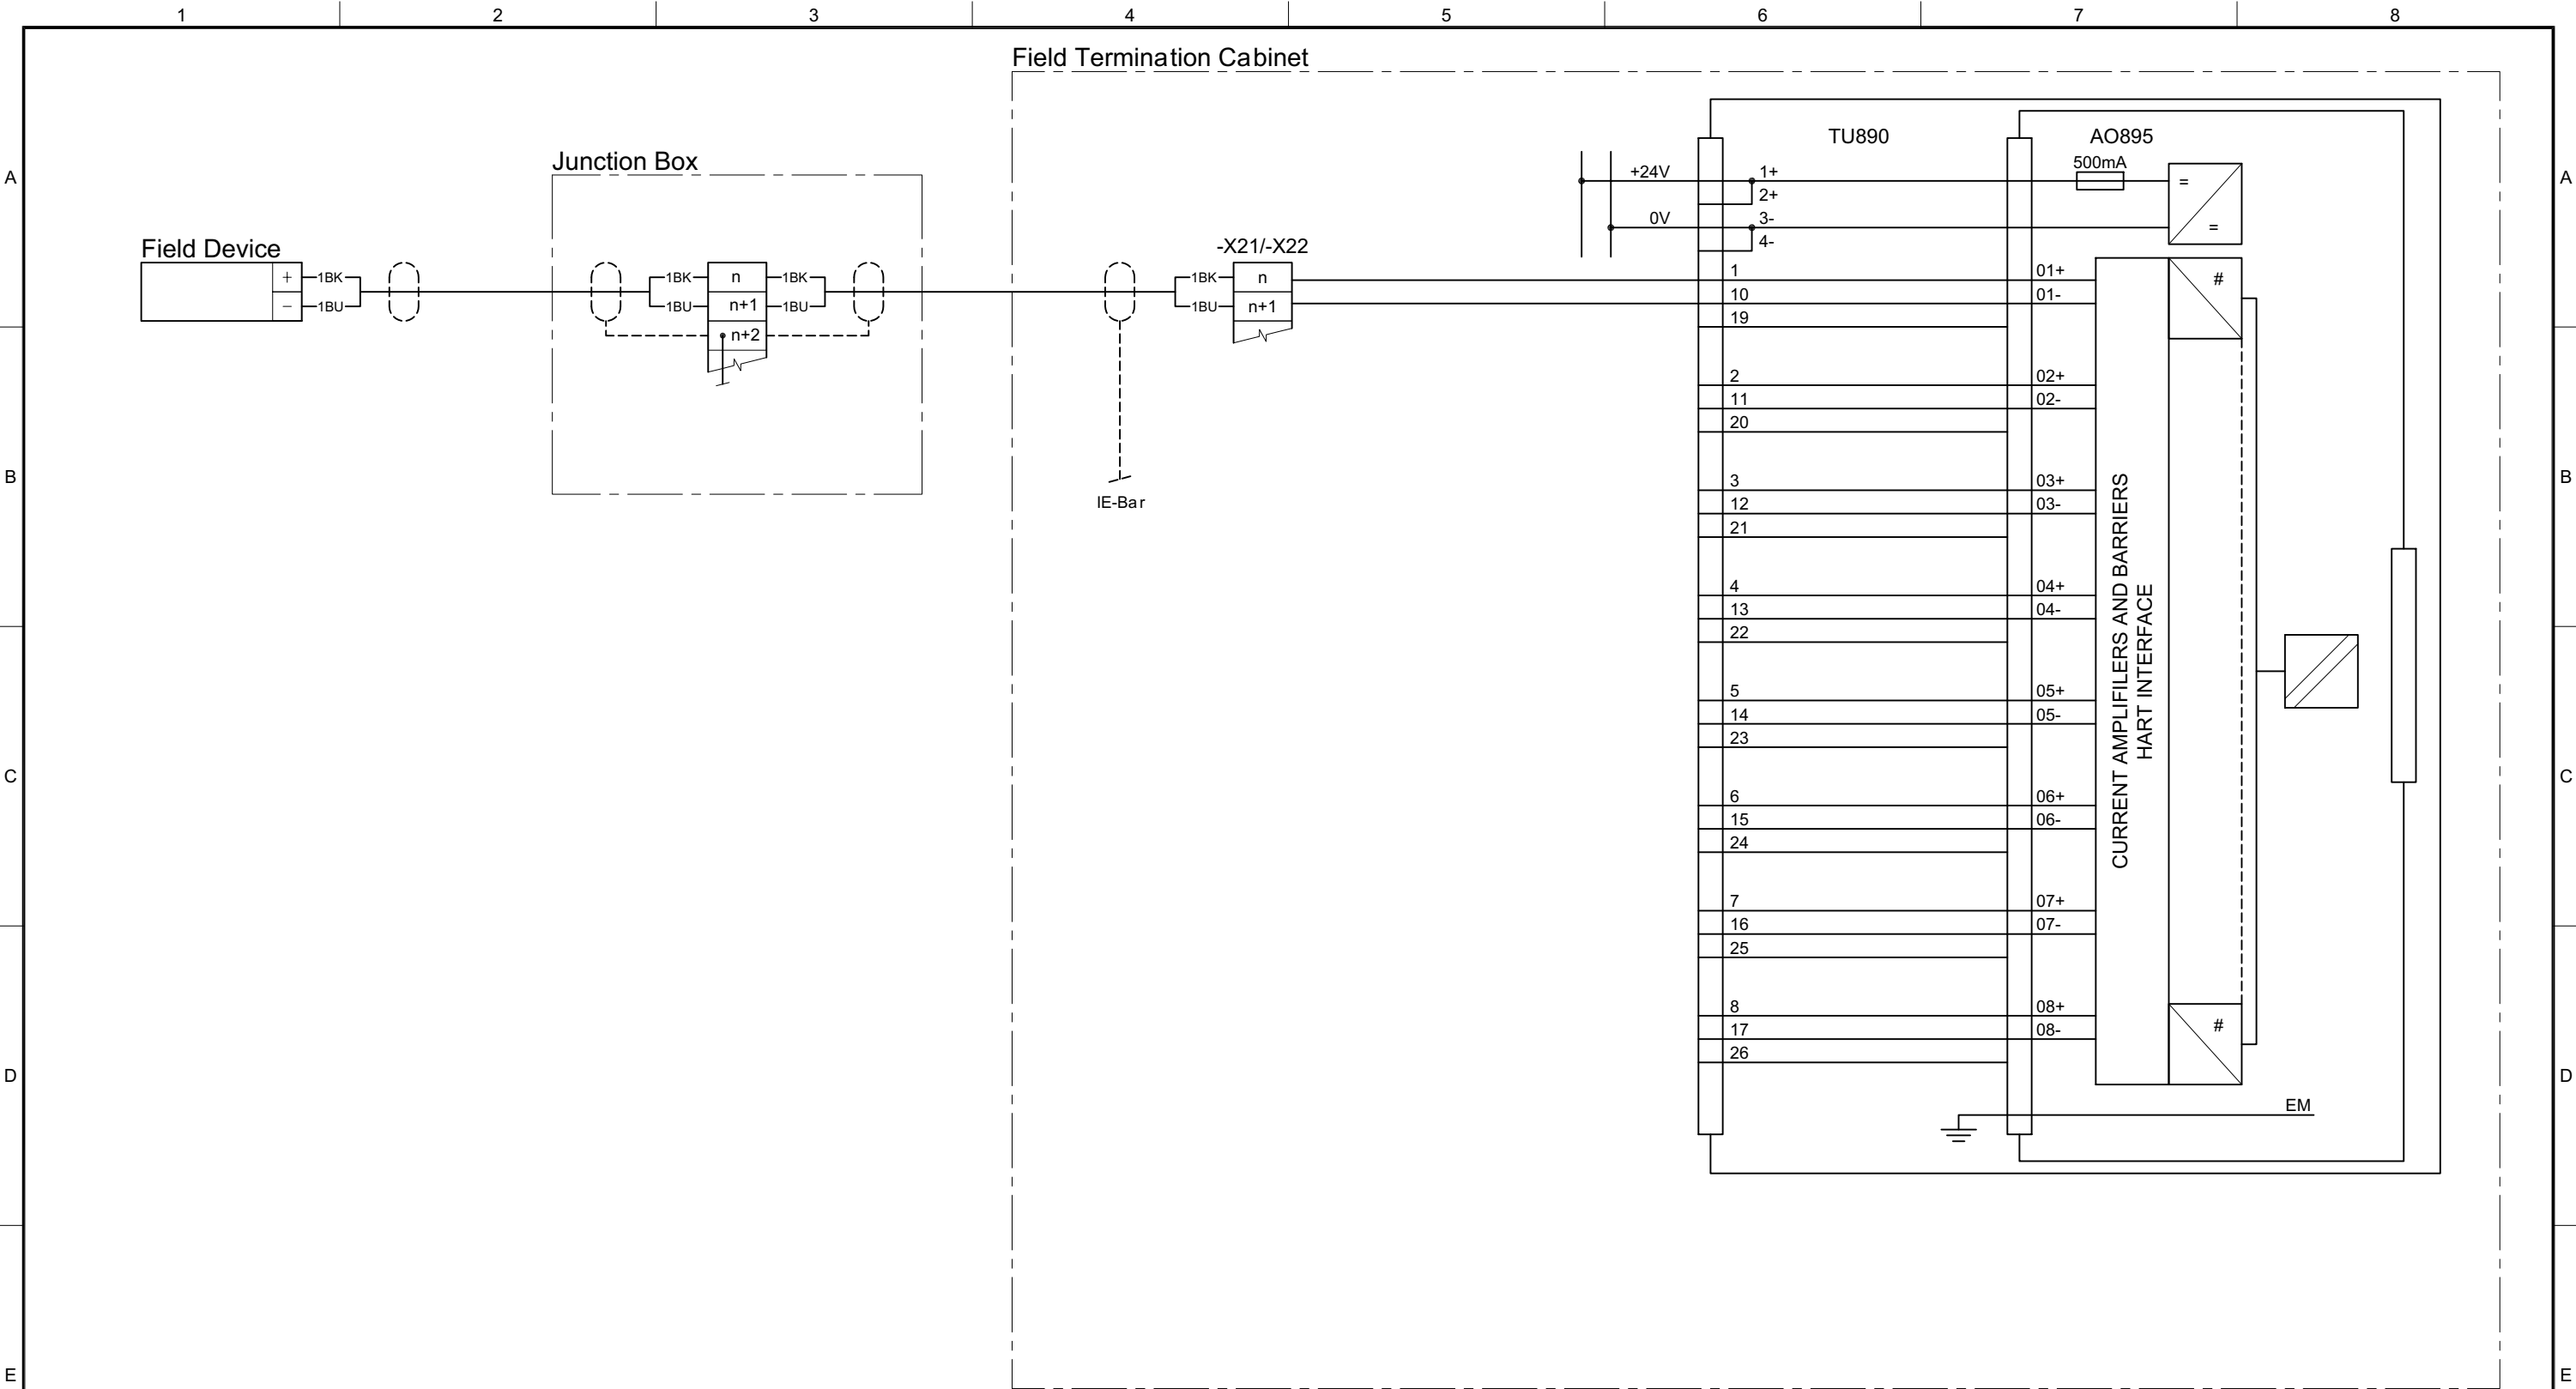 1 2 3 4 5 6 7 8
Field Termination Cabinet
TU890 AO895
Junction Box
500mA
A A
+24V 1+
=
2+
0V 3-
=
4-
Field Device
-X21/-X22
+ 1BK 1BK n 1BK 1BK n 1 01+ #
− 1BU 1BU n+1 1BU 1BU n+1 10 01-
19
n+2
2 02+
11 02-
20
B B
3 03+
IE-Bar
12 03-
21
4 04+
13 04-
22
CURRENT AMPLIFILERS AND BARRIERS
HART INTERFACE
5 05+
14 05-
23
C C
6 06+
15 06-
24
7 07+
16 07-
25
8 08+
17 08- #
26
D D
EM
E E